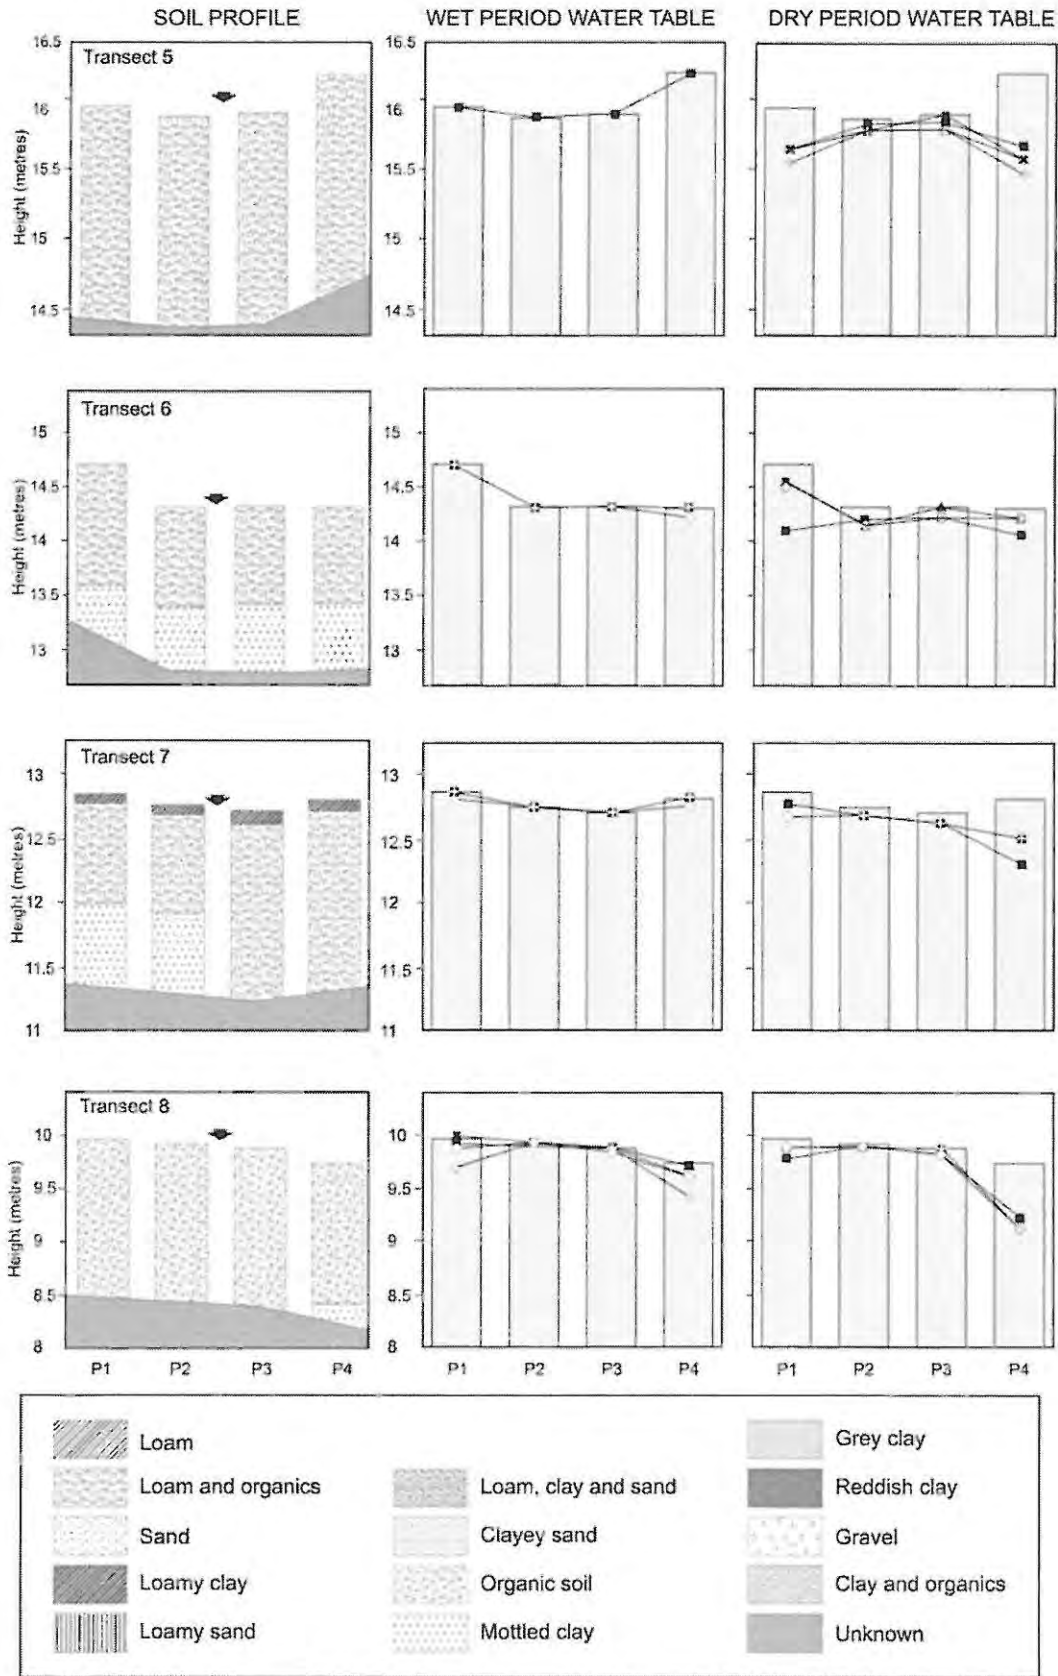 SOIL PROFILE WET PERIOD WATER TABLE DRY PERIOD WATER TABLE
Transect 5
Height (metres)
16.5
16
15.5
15
14.5
16.5
16
15.5
15
14.5
Transect 6
Height (metres)
15
14.5
14
13.5
13
15
14.5
14
13.5
13
Transect 7
Height (metres)
13
12.5
12
11.5
11
13
12.5
12
11.5
11
Transect 8
Height (metres)
10
9.5
9
8.5
8
10
9.5
9
8.5
8
P1 P2 P3 P4 P1 P2 P3 P4 P1 P2 P3 P4
Loam
Loam and organics
Sand
Loamy clay
Loamy sand
Loam, clay and sand
Clayey sand
Organic soil
Mottled clay
Grey clay
Reddish clay
Gravel
Clay and organics
Unknown